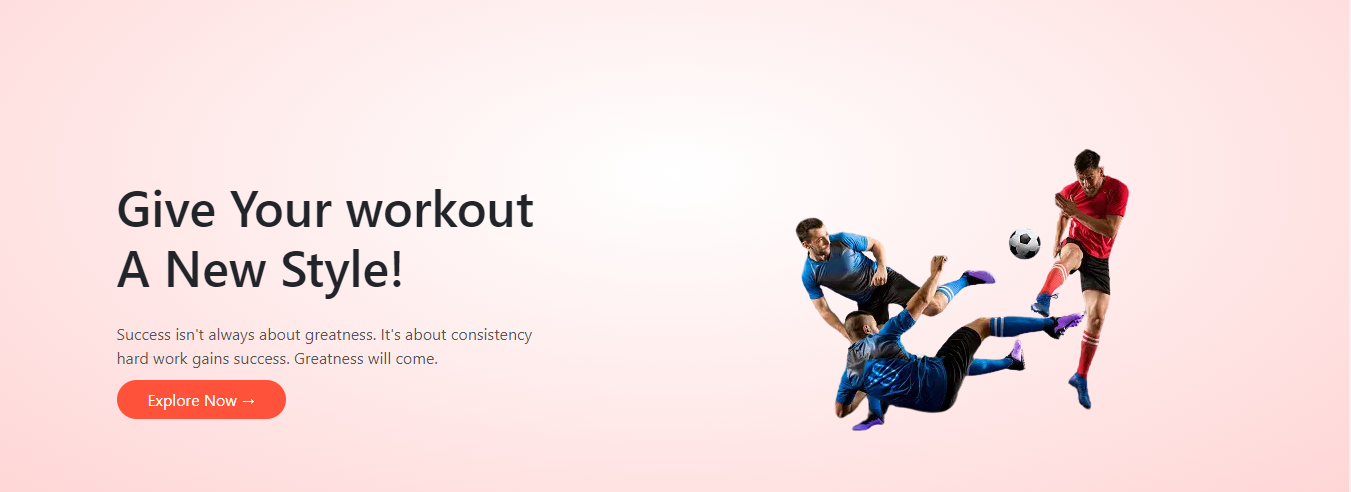 Give Your workout
A New Style!
Success isn't always about greatness. It's about consistency
hard work gains success. Greatness will come.
Explore Now →